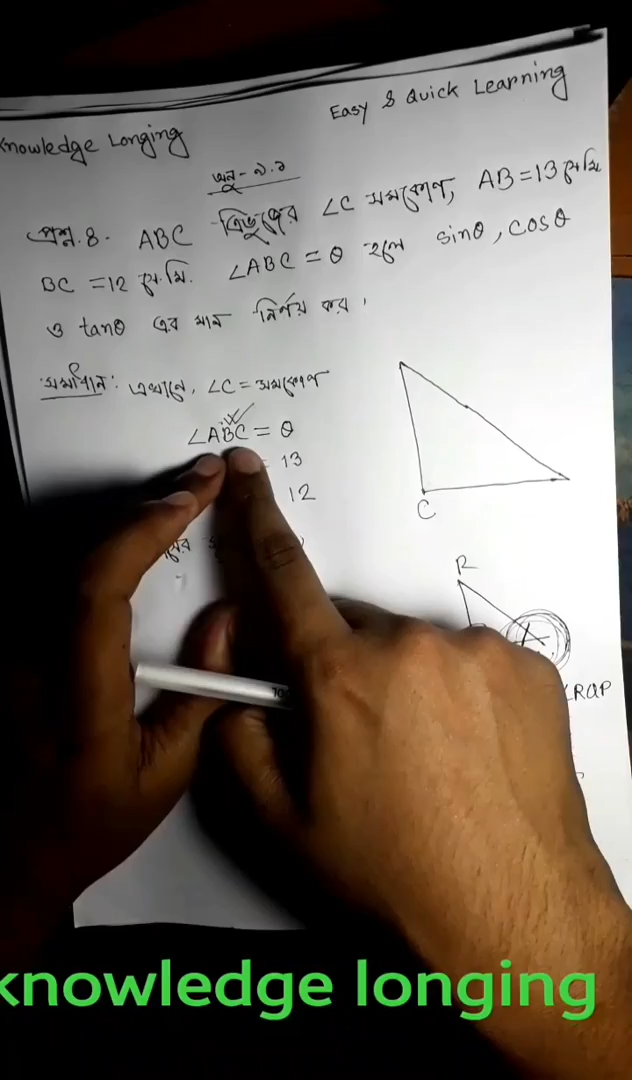 Knowledge Longing
Easy & Quick Learning
অনু - ৯.১
প্রশ্ন.৪. ABC ত্রিভুজের ∠C সমকোণ, AB = 13 সে.মি
BC = 12 সে.মি. ∠ABC = θ হলে sinθ, cosθ
ও tanθ এর মান নির্ণয় কর।
সমাধান: এখানে, ∠C = সমকোণ
∠ABC = θ
= 13
12
C
R
∠RQP
knowledge longing